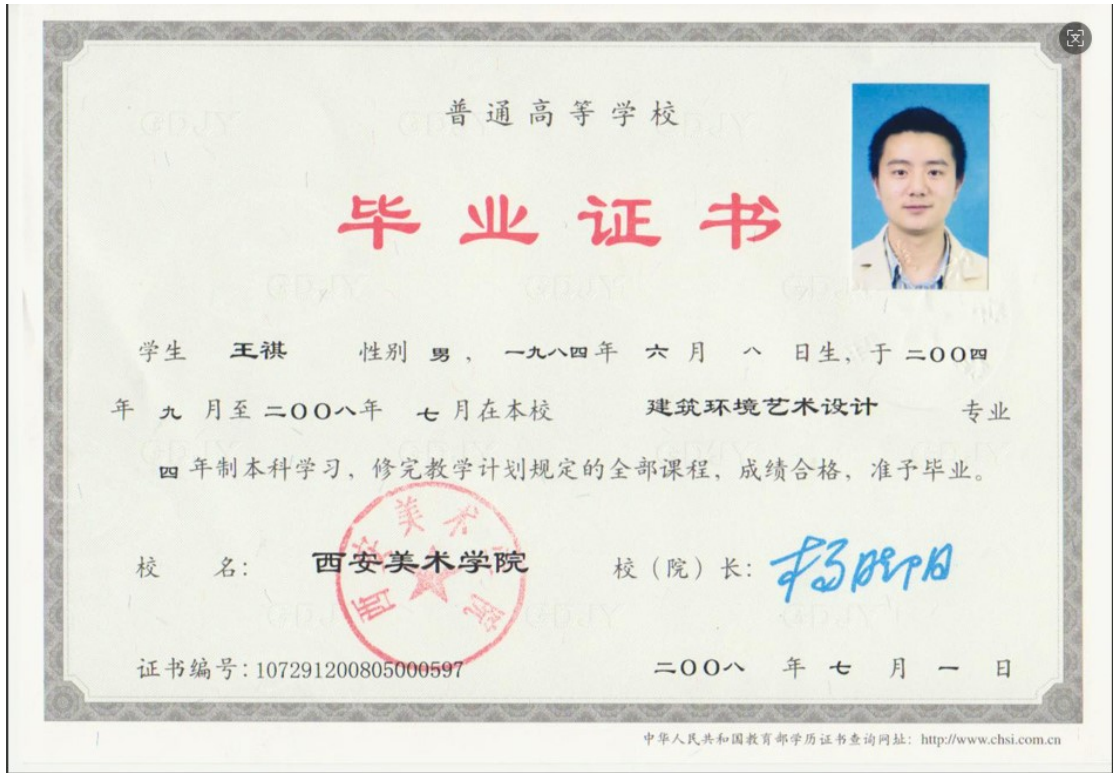 普通高等学校
毕业证书
学生 王祺 性别 男，一九八四年 六 月 八 日生，于 二〇〇四
年 九 月至 二〇〇八年 七 月在本校 建筑环境艺术设计 专业
四 年制本科学习，修完教学计划规定的全部课程，成绩合格，准予毕业。
校 名： 西安美术学院 校（院）长：
西安美术学院
证书编号：107291200805000597 二〇〇八 年 七 月 一 日
中华人民共和国教育部学历证书查询网址：http://www.chsi.com.cn